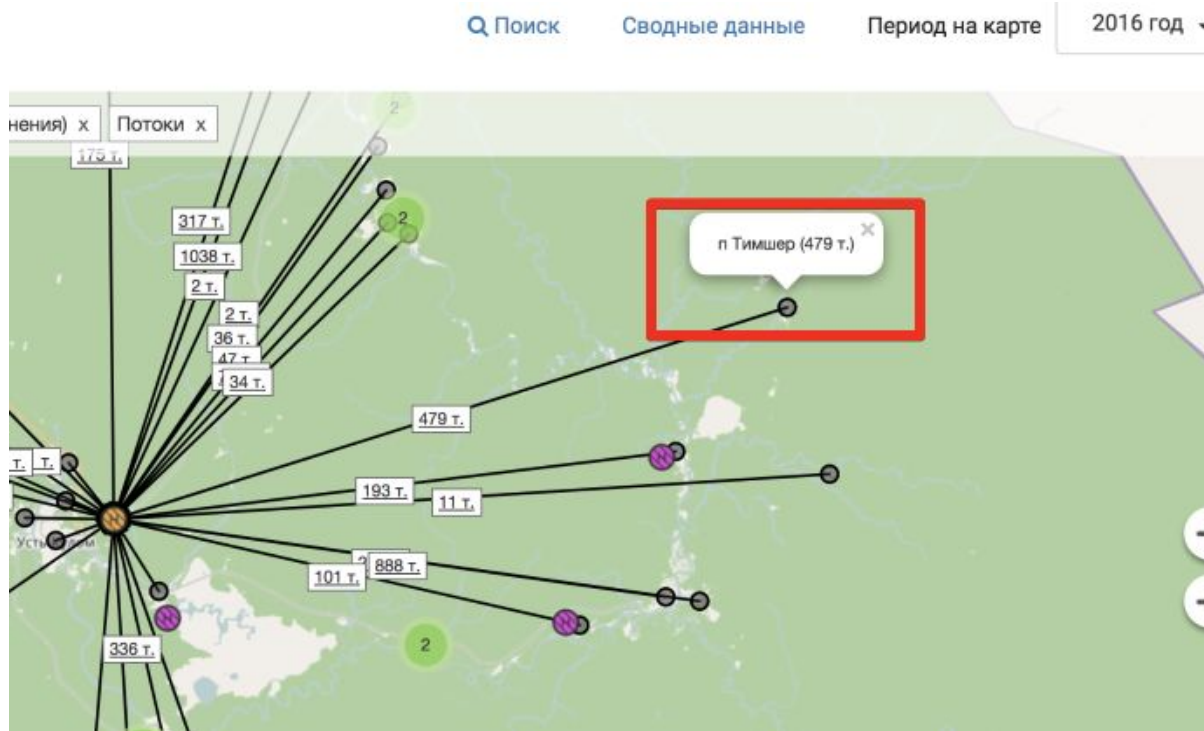 Поиск
Сводные данные
Период на карте
2016 год
нения) x
Потоки x
2
175 т.
317 т.
2
1038 т.
п Тимшер (479 т.)
2 т.
2 т.
36 т.
47 т.
34 т.
479 т.
т.
т.
193 т.
11 т.
888 т.
101 т.
336 т.
2